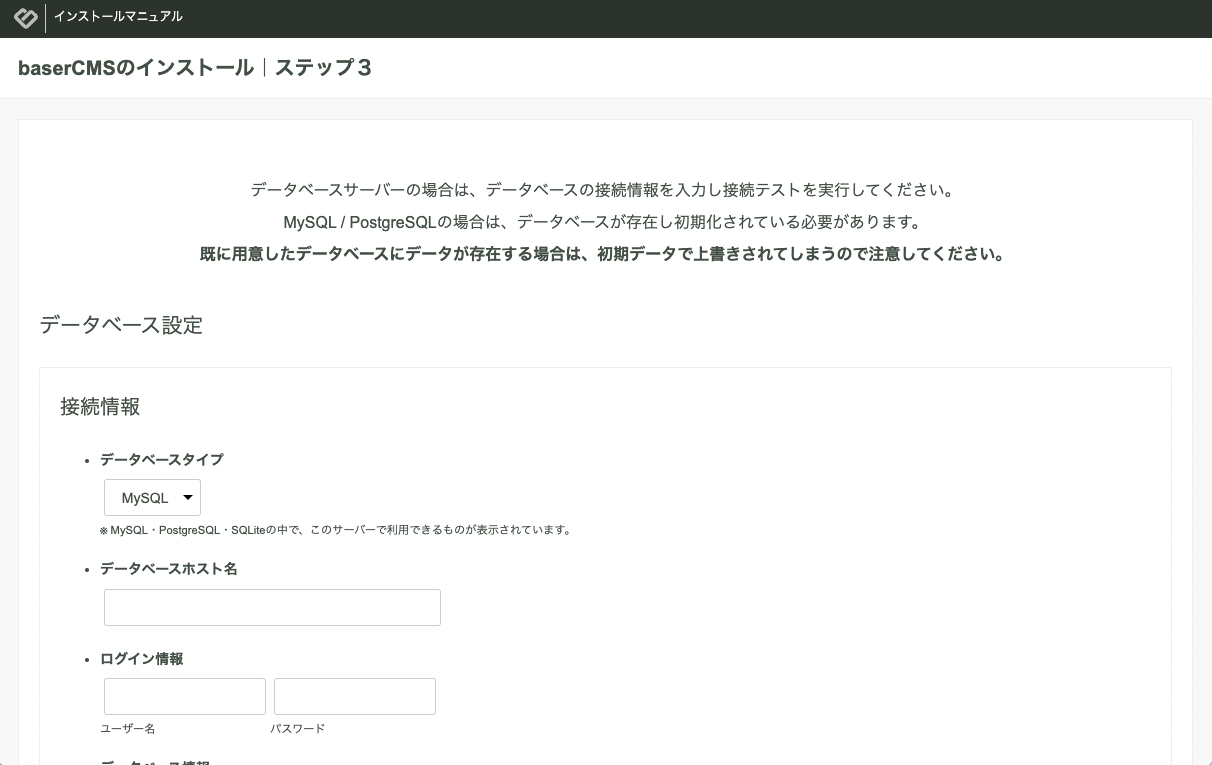 インストールマニュアル
baserCMSのインストール｜ステップ３
データベースサーバーの場合は、データベースの接続情報を入力し接続テストを実行してください。
MySQL / PostgreSQLの場合は、データベースが存在し初期化されている必要があります。
既に用意したデータベースにデータが存在する場合は、初期データで上書きされてしまうので注意してください。
データベース設定
接続情報
データベースタイプ
MySQL
※ MySQL・PostgreSQL・SQLiteの中で、このサーバーで利用できるものが表示されています。
データベースホスト名
ログイン情報
ユーザー名 パスワード
データベース情報